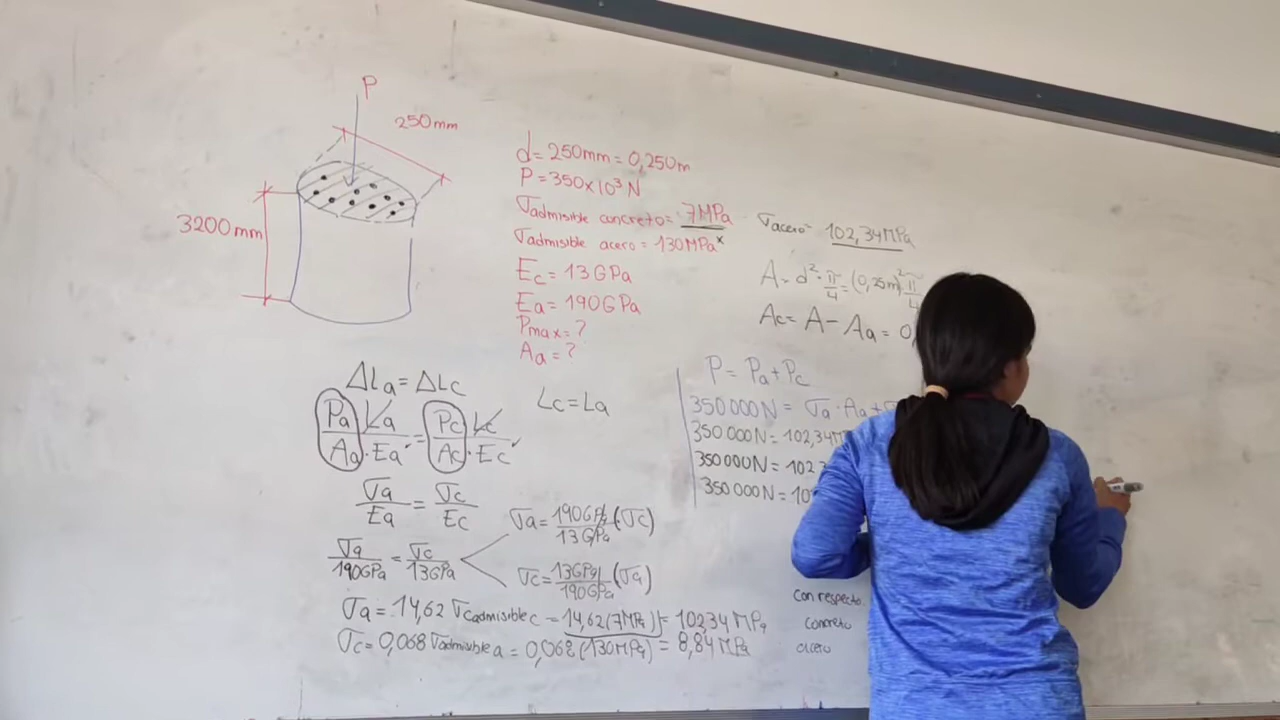 P
250mm
3200mm
d = 250mm = 0,250m
P = 350x10³ N
σadmisible concreto = 7MPa
σadmisible acero = 130MPa x
Ec = 13GPa
Ea = 190GPa
Pmax = ?
Aa = ?
σacero = 102,34MPa
A = d² · π/4 = (0,25m)² π/4
Ac = A - Aa = 0,
ΔLa = ΔLc
Lc = La
Pa La / Aa · Ea = Pc Lc / Ac · Ec
σa/Ea = σc/Ec
σa/190GPa = σc/13GPa
σa = 190GPa/13GPa (σc)
σc = 13GPa/190GPa (σa)
σa = 14,62 σcadmisible c = 14,62(7MPa) = 10234 MPa
σc = 0,068 σadmisible a = 0,068(130MPa) = 8,84 MPa
P = Pa + Pc
350 000N = σa · Aa +
350 000N = 102,34M
350 000N = 102
350 000N = 10
Con respecto
concreto
acero